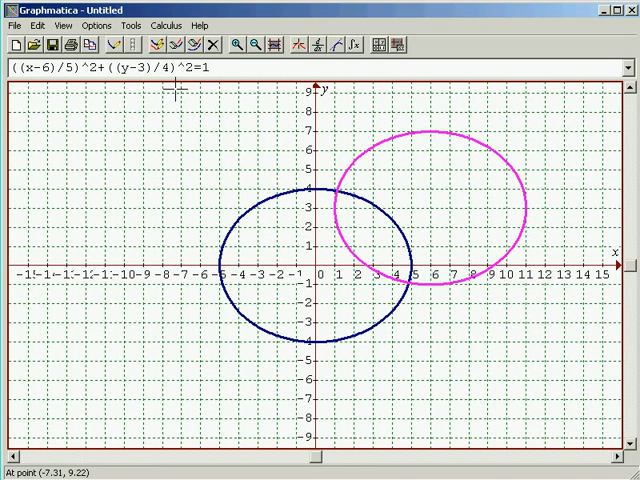 Graphmatica - Untitled
File Edit View Options Tools Calculus Help
((x-6)/5)^2+((y-3)/4)^2=1
y
9
8
7
6
5
4
3
2
1
x
-9 -8 -7 -6 -5 -4 -3 -2 -1 0 1 2 3 4 5 6 7 8 9 10 11 12 13 14 15
-1
-2
-3
-4
-5
-6
-7
-8
-9
At point (-7.31, 9.22)